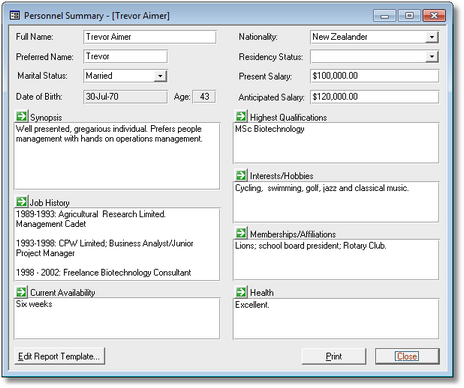 Personnel Summary - [Trevor Aimer]
Full Name: Trevor Aimer
Nationality: New Zealander
Preferred Name: Trevor
Residency Status:
Marital Status: Married
Present Salary: $100,000.00
Date of Birth: 30-Jul-70 Age: 43
Anticipated Salary: $120,000.00
Synopsis
Well presented, gregarious individual. Prefers people
management with hands on operations management.
Highest Qualifications
MSc Biotechnology
Interests/Hobbies
Cycling, swimming, golf, jazz and classical music.
Job History
1989-1993: Agricultural Research Limited.
Management Cadet
1993-1998: CPW Limited; Business Analyst/Junior
Project Manager
1998 - 2002: Freelance Biotechnology Consultant
Memberships/Affiliations
Lions; school board president; Rotary Club.
Current Availability
Six weeks
Health
Excellent.
Edit Report Template...
Print
Close